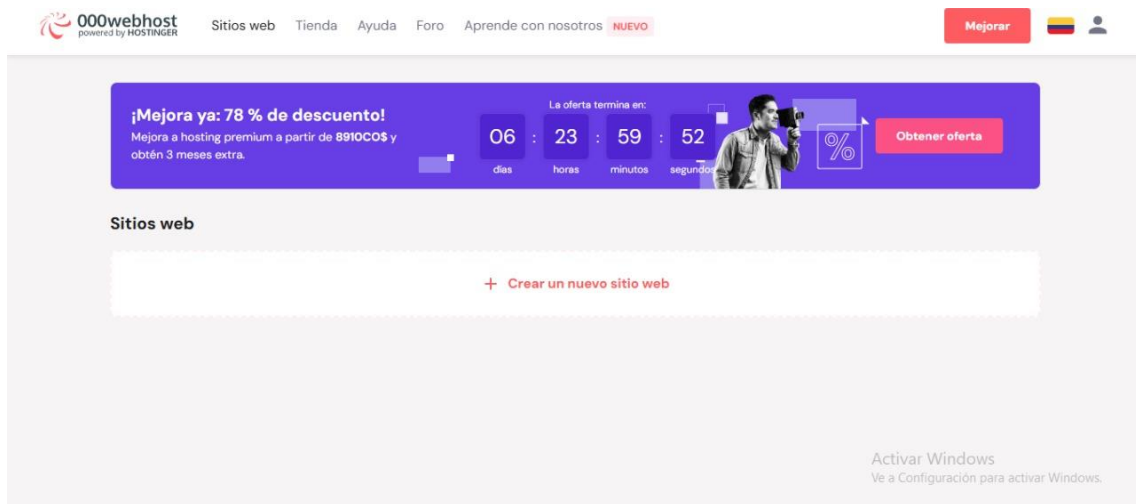 000webhost
powered by HOSTINGER
Sitios web Tienda Ayuda Foro Aprende con nosotros NUEVO
Mejorar
¡Mejora ya: 78 % de descuento!
Mejora a hosting premium a partir de 8910CO$ y
obtén 3 meses extra.
La oferta termina en:
06 : 23 : 59 : 52
días horas minutos segundos
%
Obtener oferta
Sitios web
+ Crear un nuevo sitio web
Activar Windows
Ve a Configuración para activar Windows.